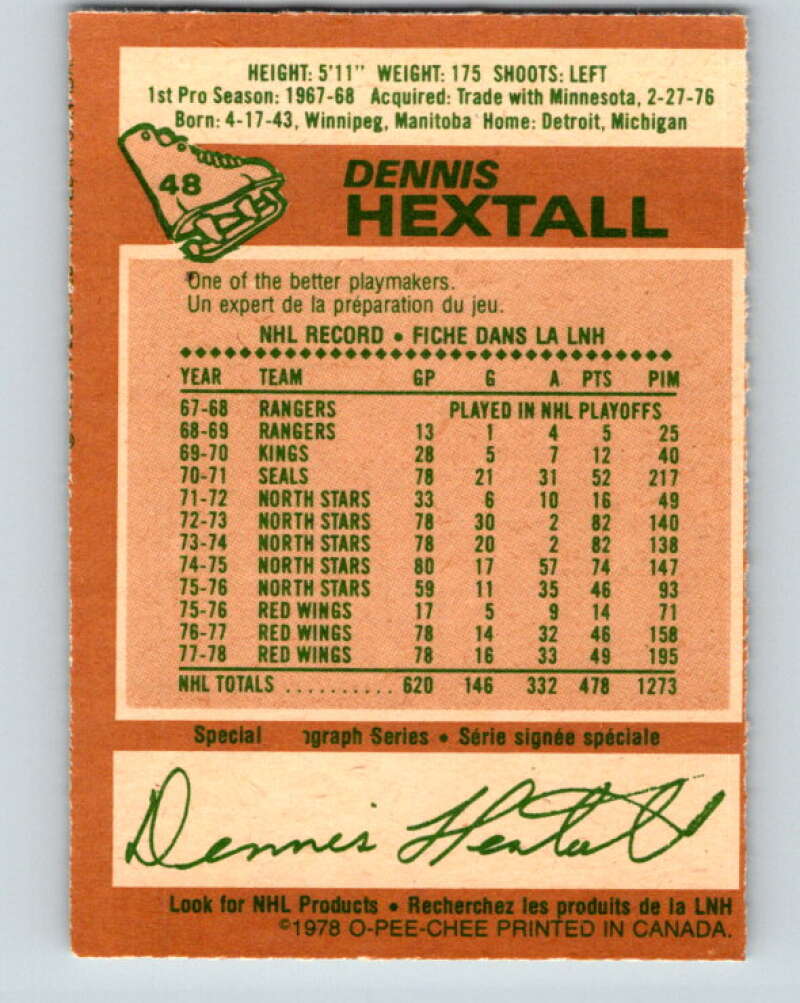 HEIGHT: 5'11" WEIGHT: 175 SHOOTS: LEFT
1st Pro Season: 1967-68 Acquired: Trade with Minnesota, 2-27-76
Born: 4-17-43, Winnipeg, Manitoba Home: Detroit, Michigan
48
DENNIS
HEXTALL
One of the better playmakers.
Un expert de la préparation du jeu.
NHL RECORD • FICHE DANS LA LNH
YEAR TEAM GP G A PTS PIM
67-68 RANGERS PLAYED IN NHL PLAYOFFS
68-69 RANGERS 13 1 4 5 25
69-70 KINGS 28 5 7 12 40
70-71 SEALS 78 21 31 52 217
71-72 NORTH STARS 33 6 10 16 49
72-73 NORTH STARS 78 30 2 82 140
73-74 NORTH STARS 78 20 2 82 138
74-75 NORTH STARS 80 17 57 74 147
75-76 NORTH STARS 59 11 35 46 93
75-76 RED WINGS 17 5 9 14 71
76-77 RED WINGS 78 14 32 46 158
77-78 RED WINGS 78 16 33 49 195
NHL TOTALS .......... 620 146 332 478 1273
Special ograph Series • Série signée spéciale
Dennis Hextall
Look for NHL Products • Recherchez les produits de la LNH
©1978 O-PEE-CHEE PRINTED IN CANADA.